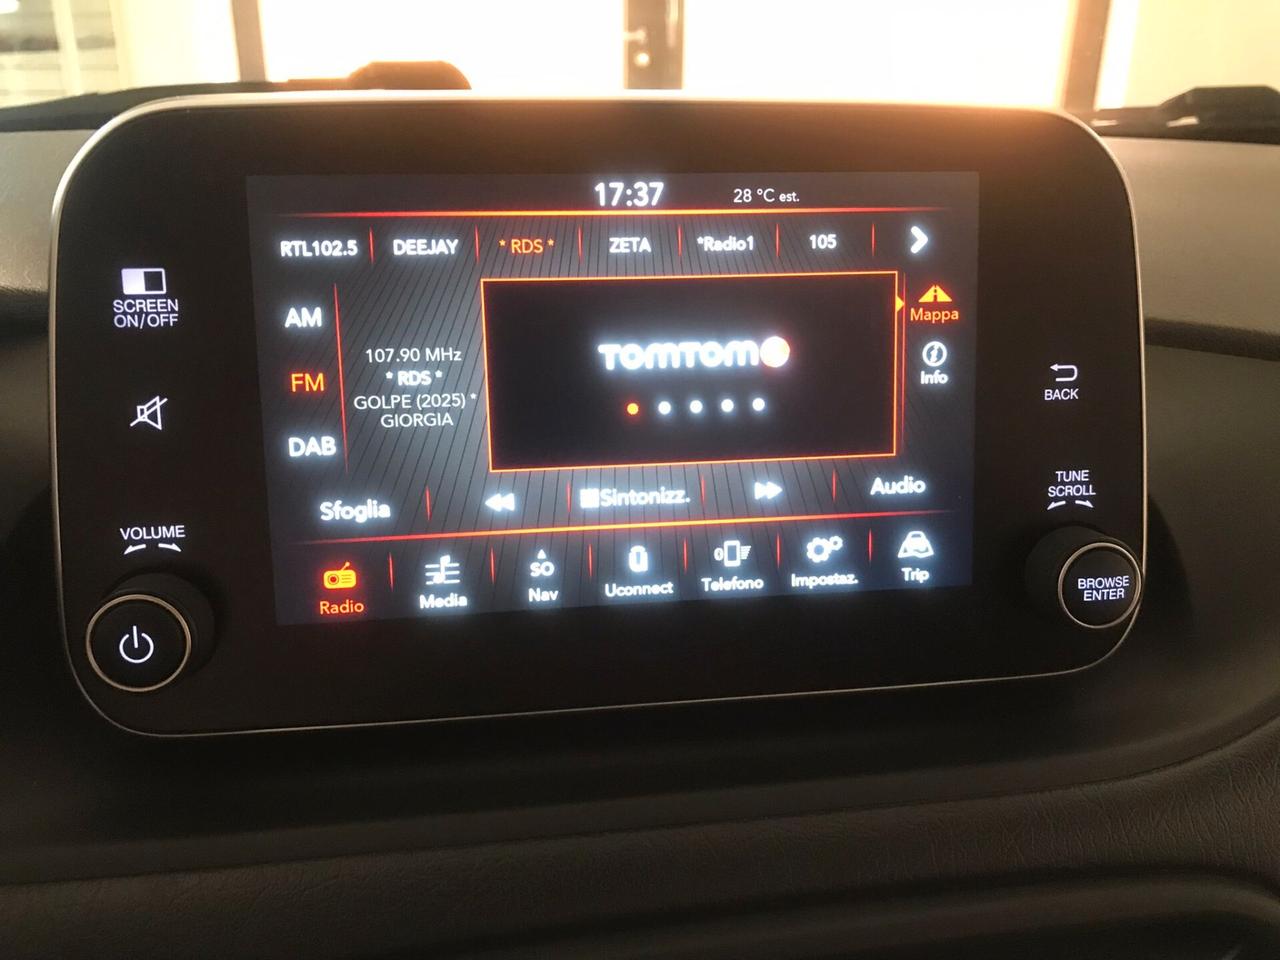 17:37
28 °C est.
RTL102.5
DEEJAY
* RDS *
ZETA
*Radio1
105
SCREEN
ON/OFF
AM
FM
DAB
107.90 MHz
* RDS *
GOLPE (2025) *
GIORGIA
TOMTOM
Mappa
Info
BACK
TUNE
SCROLL
Sfoglia
Sintonizz.
Audio
VOLUME
Radio
Media
SO
Nav
Uconnect
Telefono
Impostaz.
Trip
BROWSE
ENTER